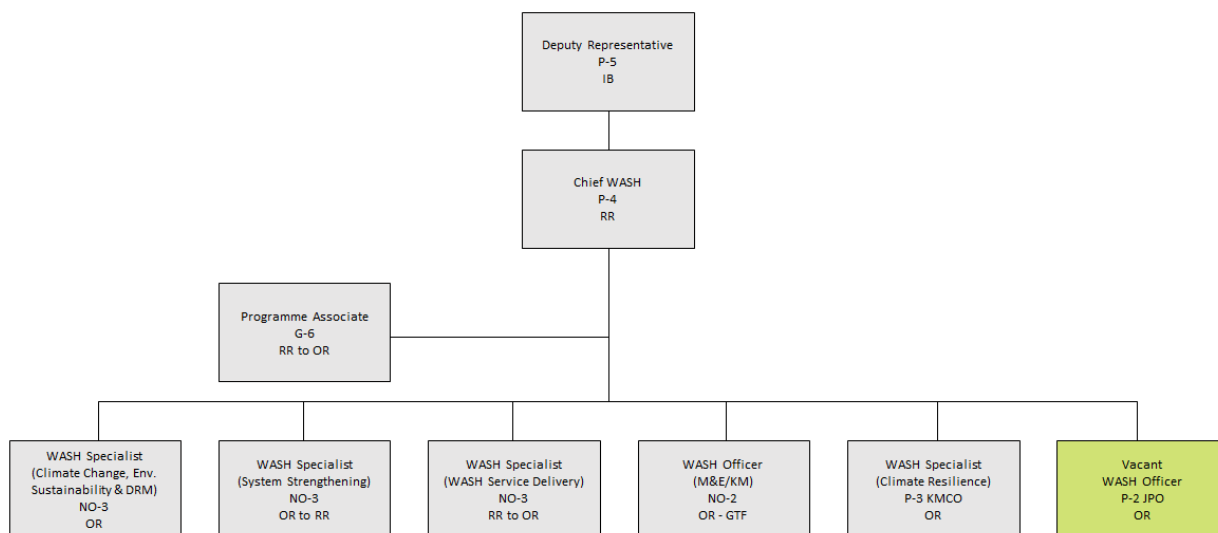 Deputy Representative
P-5
IB
Chief WASH
P-4
RR
Programme Associate
G-6
RR to OR
WASH Specialist
(Climate Change, Env.
Sustainability & DRM)
NO-3
OR
WASH Specialist
(System Strengthening)
NO-3
OR to RR
WASH Specialist
(WASH Service Delivery)
NO-3
RR to OR
WASH Officer
(M&E/KM)
NO-2
OR - GTF
WASH Specialist
(Climate Resilience)
P-3 KMCO
OR
Vacant
WASH Officer
P-2 JPO
OR